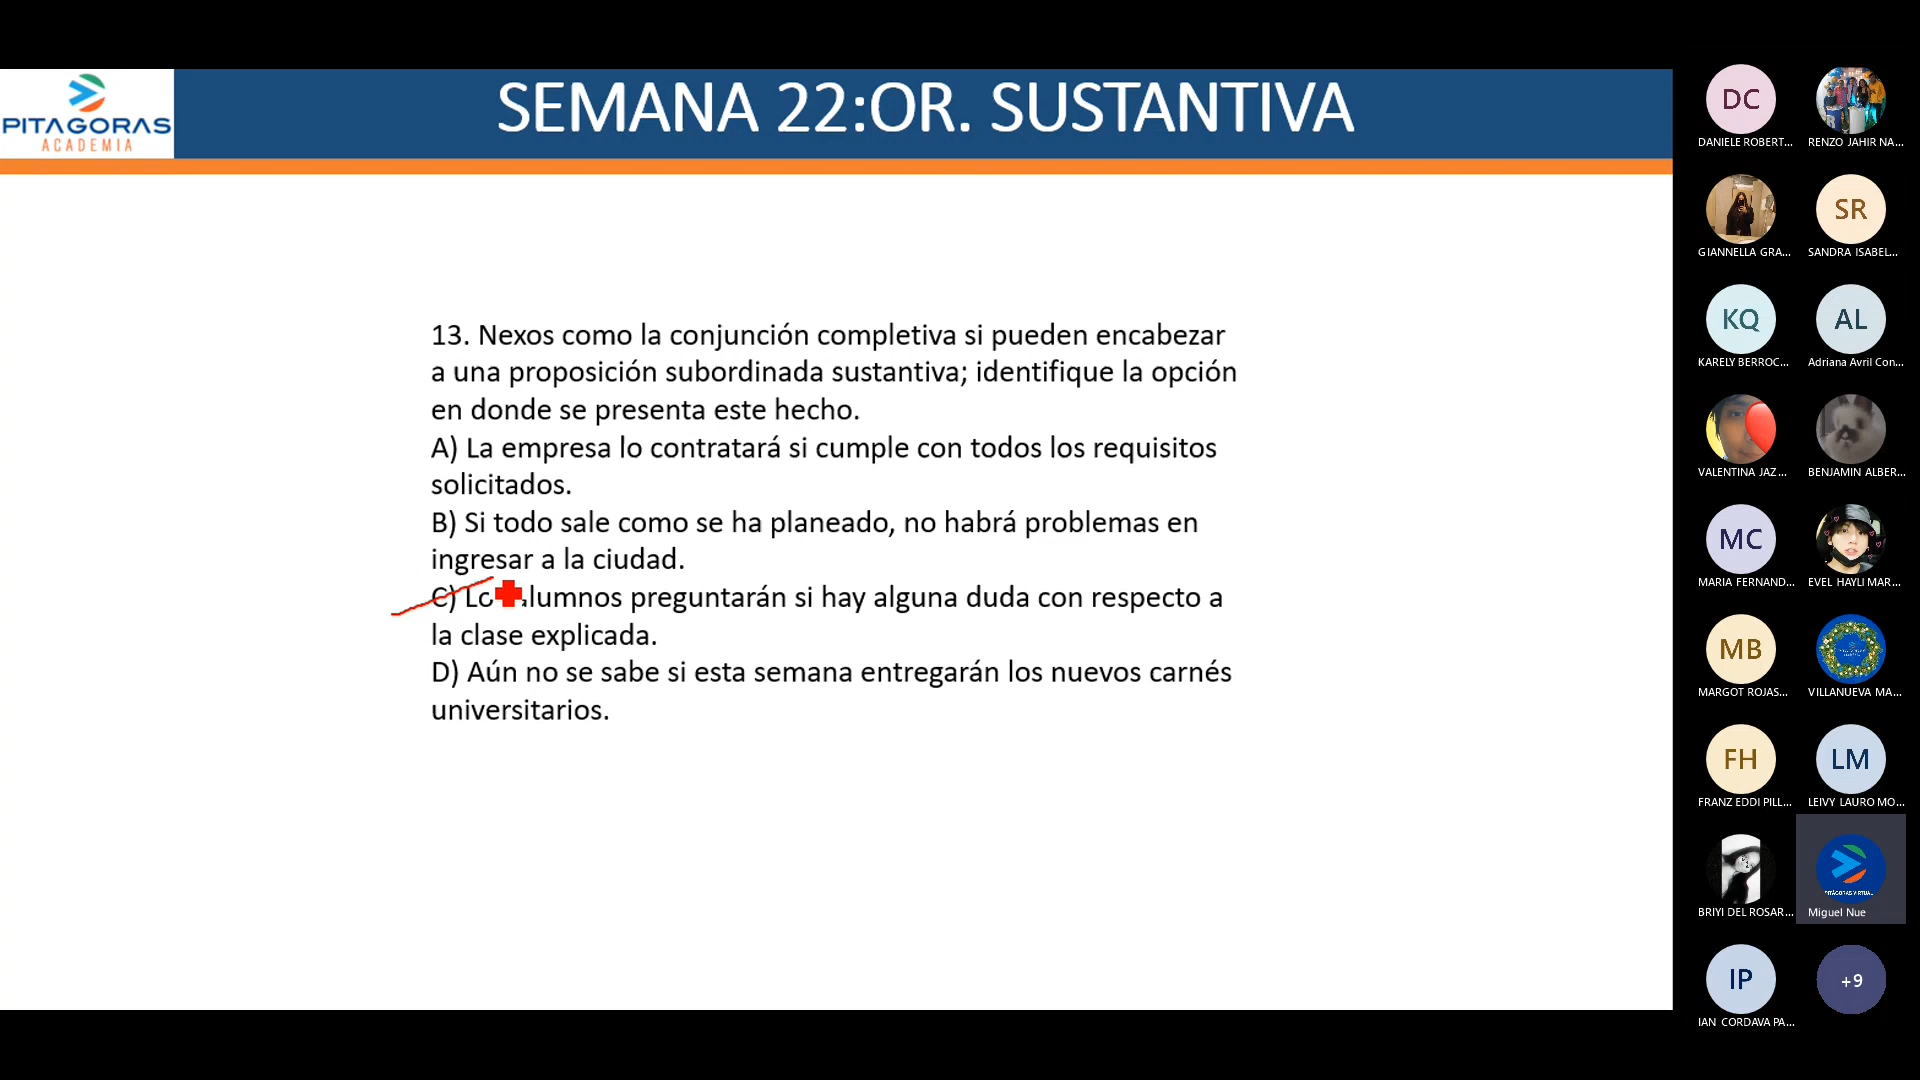 PITAGORAS
ACADEMIA
SEMANA 22:OR. SUSTANTIVA
13. Nexos como la conjunción completiva si pueden encabezar
a una proposición subordinada sustantiva; identifique la opción
en donde se presenta este hecho.
A) La empresa lo contratará si cumple con todos los requisitos
solicitados.
B) Si todo sale como se ha planeado, no habrá problemas en
ingresar a la ciudad.
C) Lo alumnos preguntarán si hay alguna duda con respecto a
la clase explicada.
D) Aún no se sabe si esta semana entregarán los nuevos carnés
universitarios.
DC
DANIELE ROBERT...
RENZO JAHIR NA...
GIANNELLA GRA...
SR
SANDRA ISABEL...
KQ
KARELY BERROC...
AL
Adriana Avril Con...
VALENTINA JAZ...
BENJAMIN ALBER...
MC
MARIA FERNAND...
EVEL HAYLI MAR...
MB
MARGOT ROJAS...
VILLANUEVA MA...
FH
FRANZ EDDI PILL...
LM
LEIVY LAURO MO...
BRIYI DEL ROSAR...
PITÁGORAS VIRTUAL
Miguel Nue
IP
IAN CORDAVA PA...
+9